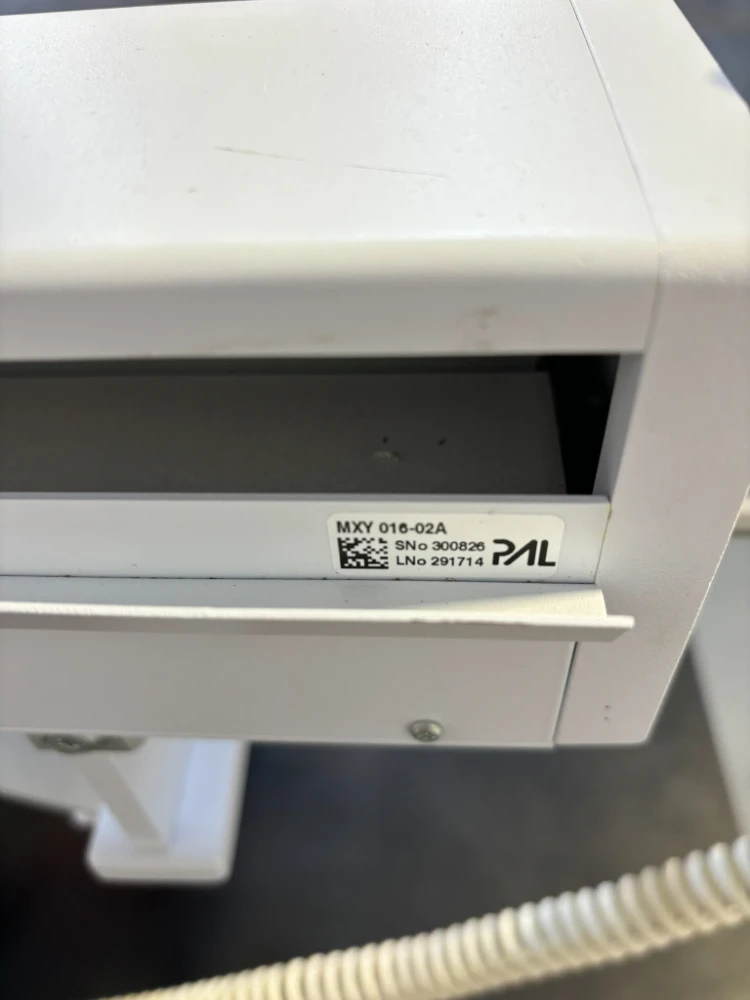 MXY 016-02A
SNo 300826
LNo 291714
PAL